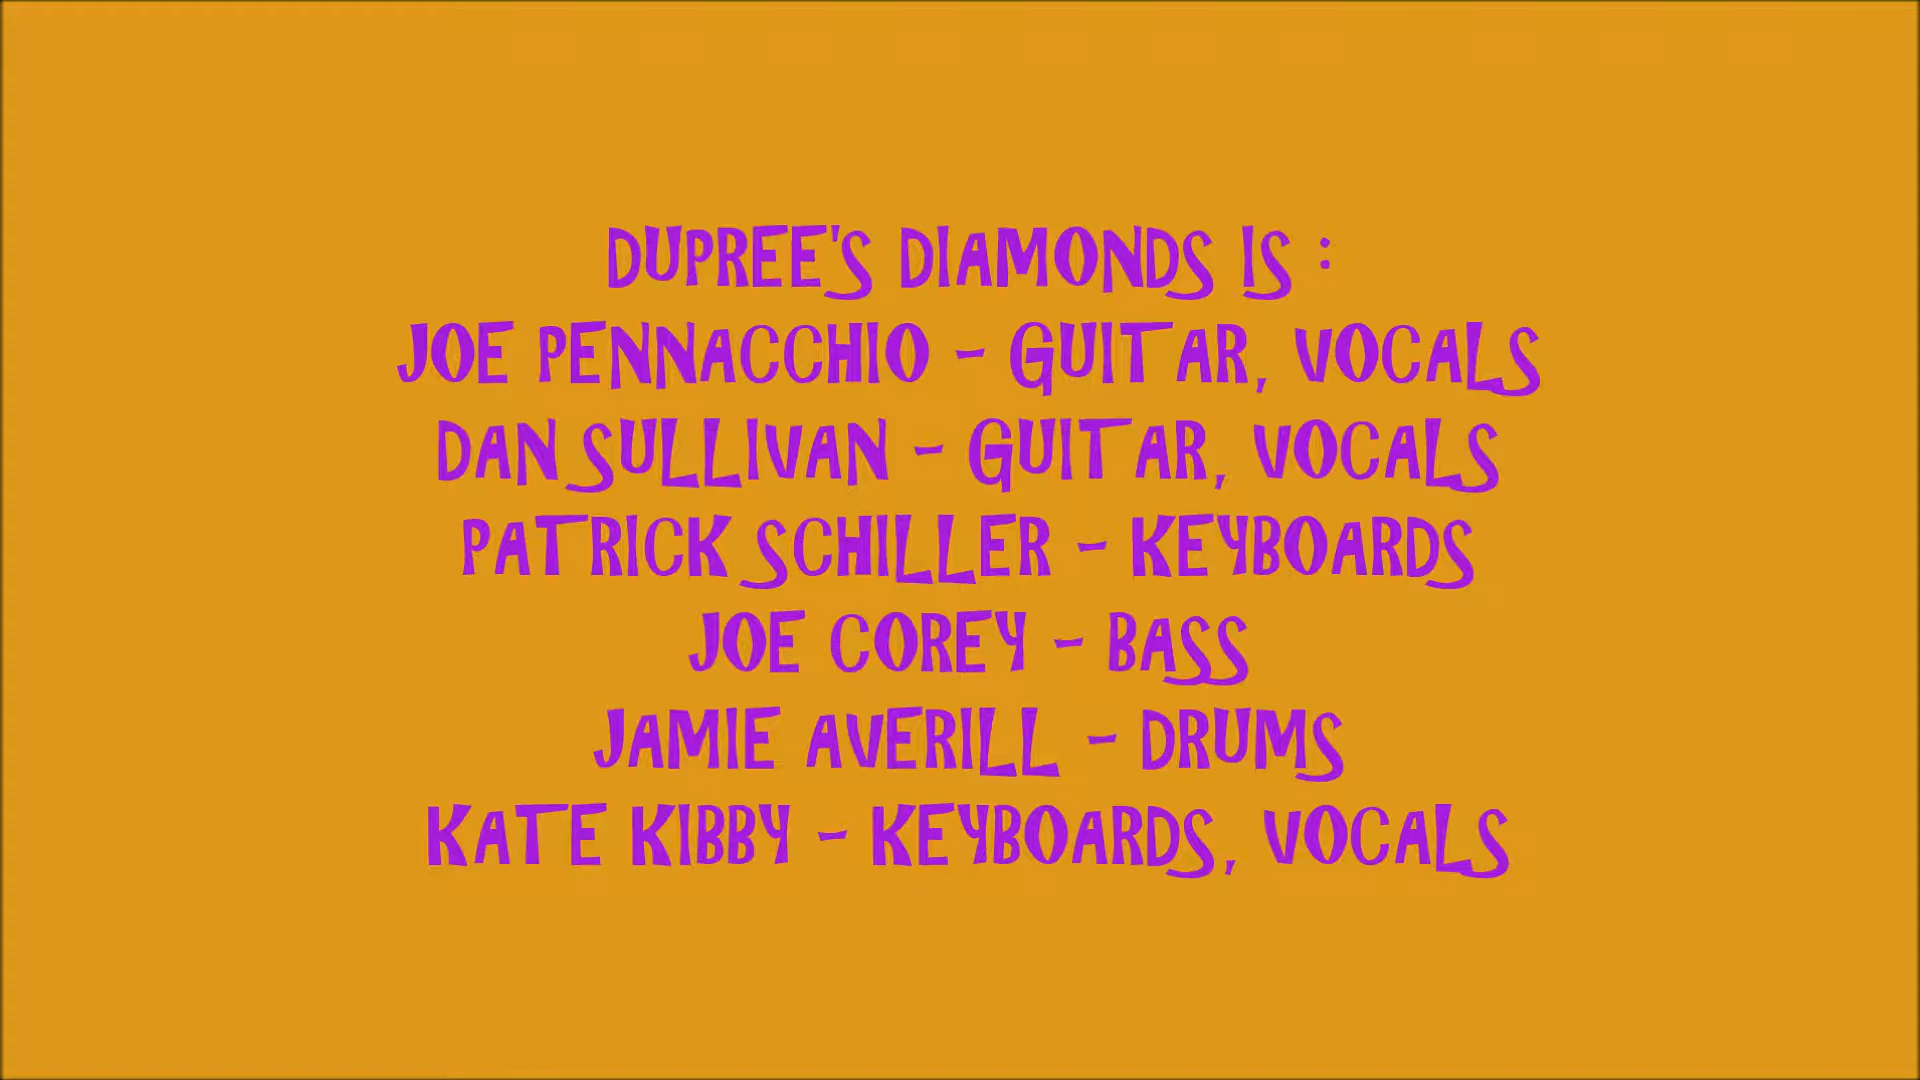 DUPREE'S DIAMONDS IS :
JOE PENNACCHIO - GUITAR, VOCALS
DAN SULLIVAN - GUITAR, VOCALS
PATRICK SCHILLER - KEYBOARDS
JOE COREY - BASS
JAMIE AVERILL - DRUMS
KATE KIBBY - KEYBOARDS, VOCALS